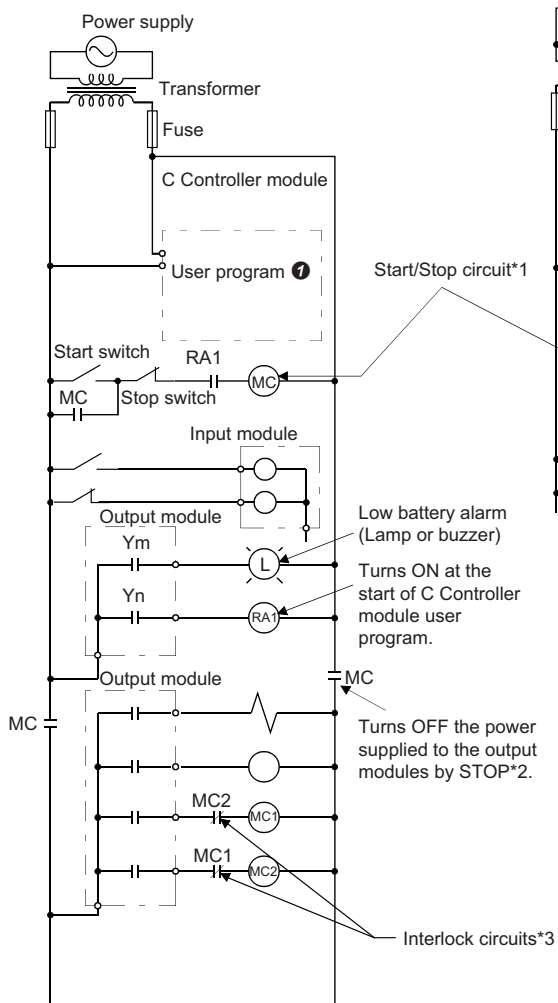 Power supply
Transformer
Fuse
C Controller module
User program ❶
Start/Stop circuit*1
Start switch
RA1
MC
MC
Stop switch
Input module
Output module
Ym
L
Low battery alarm
(Lamp or buzzer)
Yn
RA1
Turns ON at the
start of C Controller
module user
program.
Output module
MC
MC
Turns OFF the power
supplied to the output
modules by STOP*2.
MC2
MC1
MC1
MC2
Interlock circuits*3